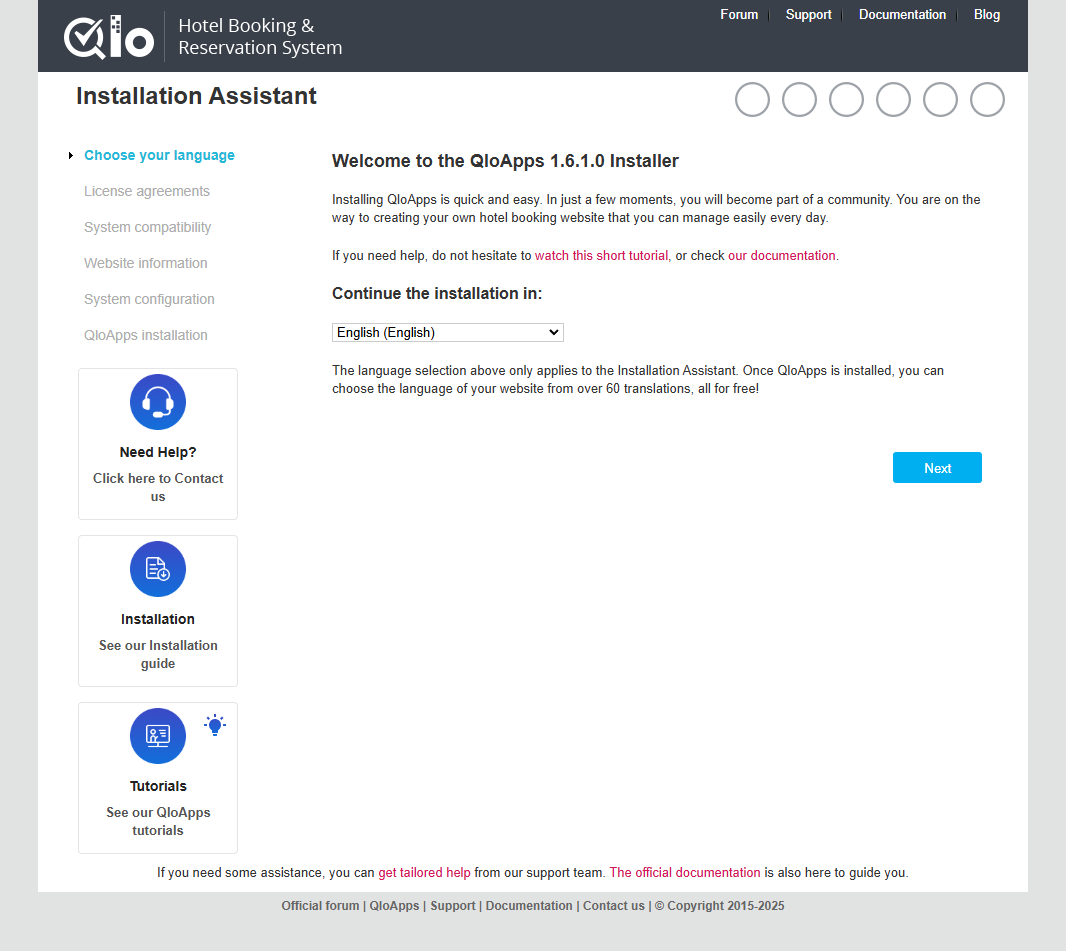 Qlo
Hotel Booking &
Reservation System
Forum
Support
Documentation
Blog
Installation Assistant
Choose your language
License agreements
System compatibility
Website information
System configuration
QloApps installation
Welcome to the QloApps 1.6.1.0 Installer
Installing QloApps is quick and easy. In just a few moments, you will become part of a community. You are on the
way to creating your own hotel booking website that you can manage easily every day.
If you need help, do not hesitate to watch this short tutorial, or check our documentation.
Continue the installation in:
English (English)
The language selection above only applies to the Installation Assistant. Once QloApps is installed, you can
choose the language of your website from over 60 translations, all for free!
Next
Need Help?
Click here to Contact
us
Installation
See our Installation
guide
Tutorials
See our QloApps
tutorials
If you need some assistance, you can get tailored help from our support team. The official documentation is also here to guide you.
Official forum | QloApps | Support | Documentation | Contact us | © Copyright 2015-2025